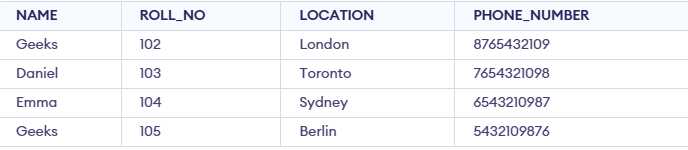 NAME ROLL_NO LOCATION PHONE_NUMBER
Geeks 102 London 8765432109
Daniel 103 Toronto 7654321098
Emma 104 Sydney 6543210987
Geeks 105 Berlin 5432109876